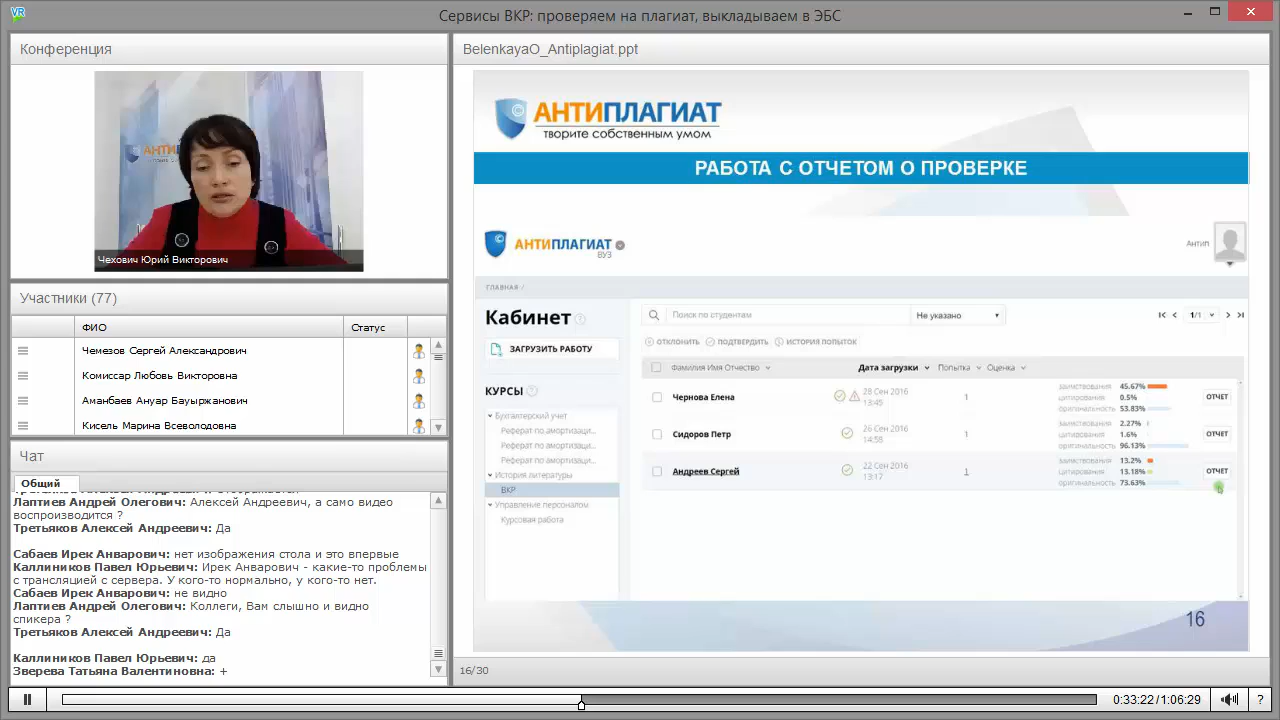 VR
Сервисы ВКР: проверяем на плагиат, выкладываем в ЭБС
Конференция
Чехович Юрий Викторович
Участники (77)
ФИО
Статус
Чемезов Сергей Александрович
Комиссар Любовь Викторовна
Аманбаев Ануар Бауыржанович
Кисель Марина Всеволодовна
Чат
Общий
Лаптиев Андрей Олегович: Алексей Андреевич, а само видео
воспроизводится ?
Третьяков Алексей Андреевич: Да
Сабаев Ирек Анварович: нет изображения стола и это впервые
Каллиников Павел Юрьевич: Ирек Анварович - какие-то проблемы
с трансляцией с сервера. У кого-то нормально, у кого-то нет.
Сабаев Ирек Анварович: не видно
Лаптиев Андрей Олегович: Коллеги, Вам слышно и видно
спикера ?
Третьяков Алексей Андреевич: Да
Каллиников Павел Юрьевич: да
Зверева Татьяна Валентиновна: +
BelenkayaO_Antiplagiat.ppt
АНТИПЛАГИАТ
творите собственным умом
РАБОТА С ОТЧЕТОМ О ПРОВЕРКЕ
АНТИПЛАГИАТ
ВУЗ
Антип
ГЛАВНАЯ /
Кабинет ?
ЗАГРУЗИТЬ РАБОТУ
КУРСЫ ?
Бухгалтерский учет
Реферат по амортизаци...
Реферат по амортизаци...
Реферат по амортизаци...
История литературы
ВКР
Управление персоналом
Курсовая работа
Поиск по студентам
Не указано
1/1
ОТКЛОНИТЬ ПОДТВЕРДИТЬ ИСТОРИЯ ПОПЫТОК
Фамилия Имя Отчество Дата загрузки Попытка Оценка
Чернова Елена
28 Сен 2016
13:45
1
заимствования 45.67%
цитирования 0.5%
оригинальность 53.83%
ОТЧЕТ
Сидоров Петр
26 Сен 2016
14:58
1
заимствования 2.27%
цитирования 1.6%
оригинальность 96.13%
ОТЧЕТ
Андреев Сергей
22 Сен 2016
13:17
1
заимствования 13.2%
цитирования 13.18%
оригинальность 73.63%
ОТЧЕТ
16
16/30
0:33:22/1:06:29
?